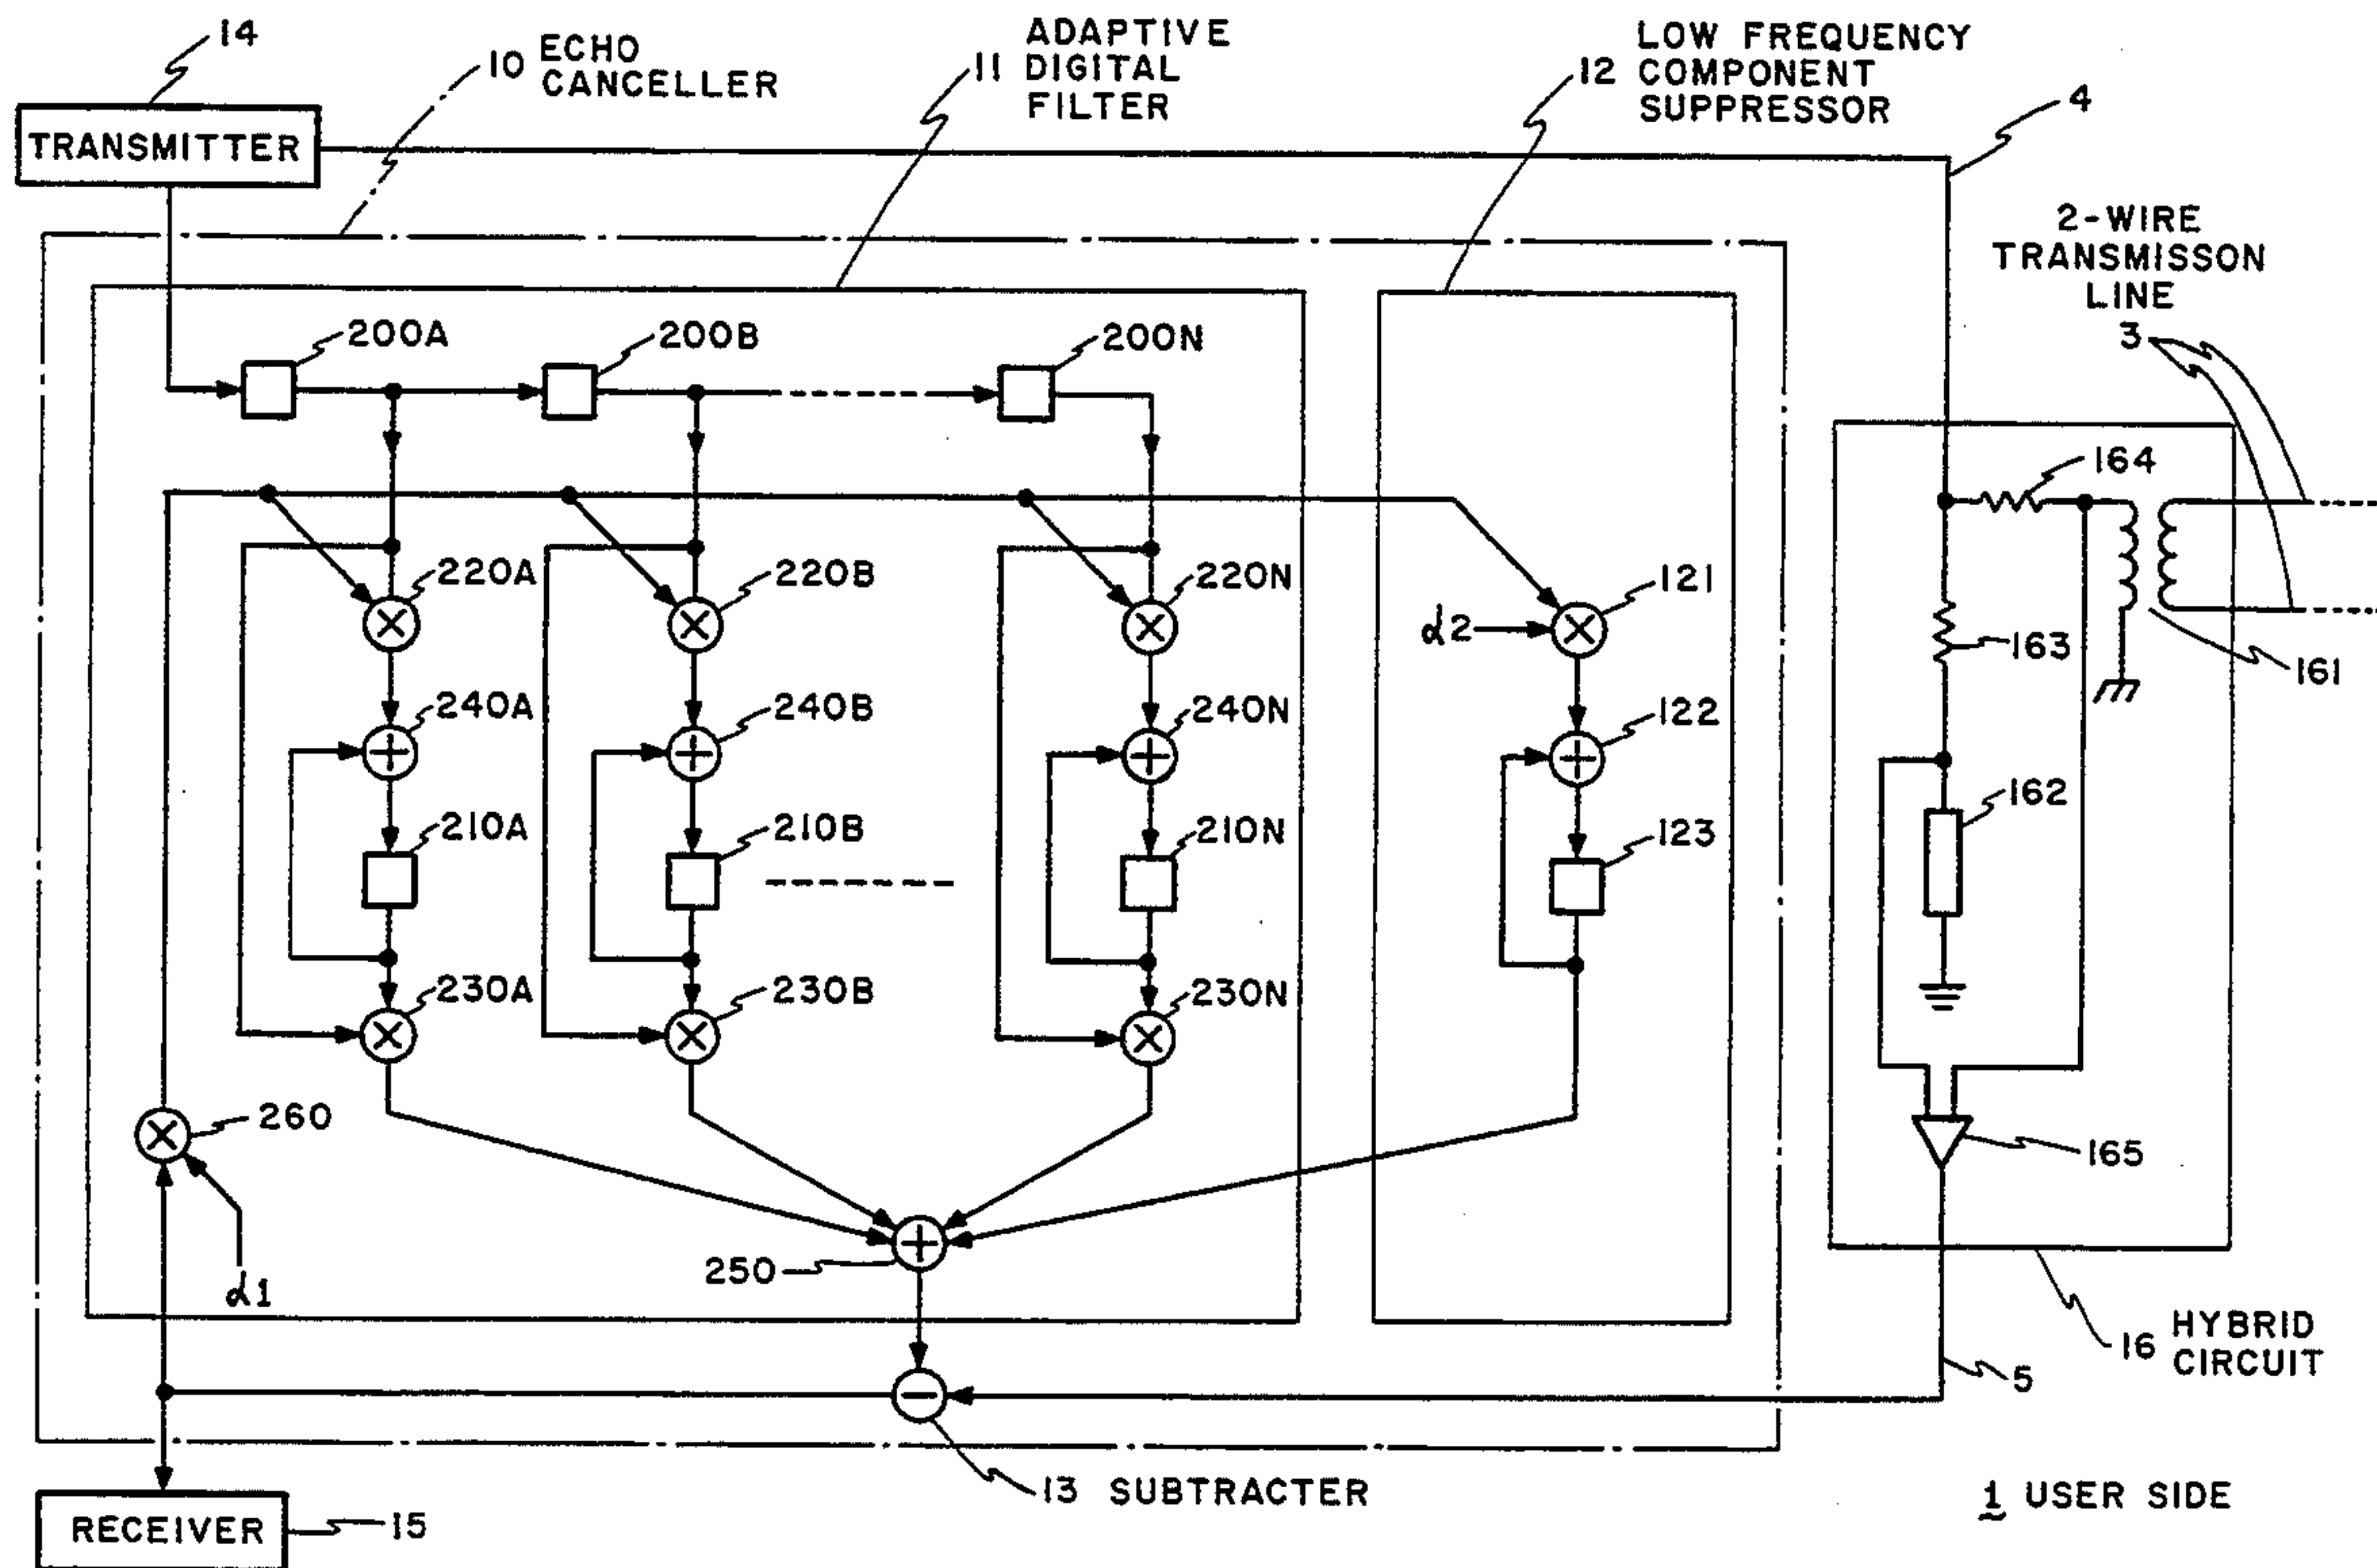 14
10 ECHO
CANCELLER
11 ADAPTIVE
DIGITAL
FILTER
12 LOW FREQUENCY
COMPONENT
SUPPRESSOR
4
TRANSMITTER
2-WIRE
TRANSMISSON
LINE
3
200A
200B
200N
164
220A
220B
220N
121
α2
163
161
240A
240B
240N
122
162
210A
210B
210N
123
230A
230B
230N
260
165
250
α1
16 HYBRID
CIRCUIT
5
13 SUBTRACTER
1 USER SIDE
RECEIVER
15